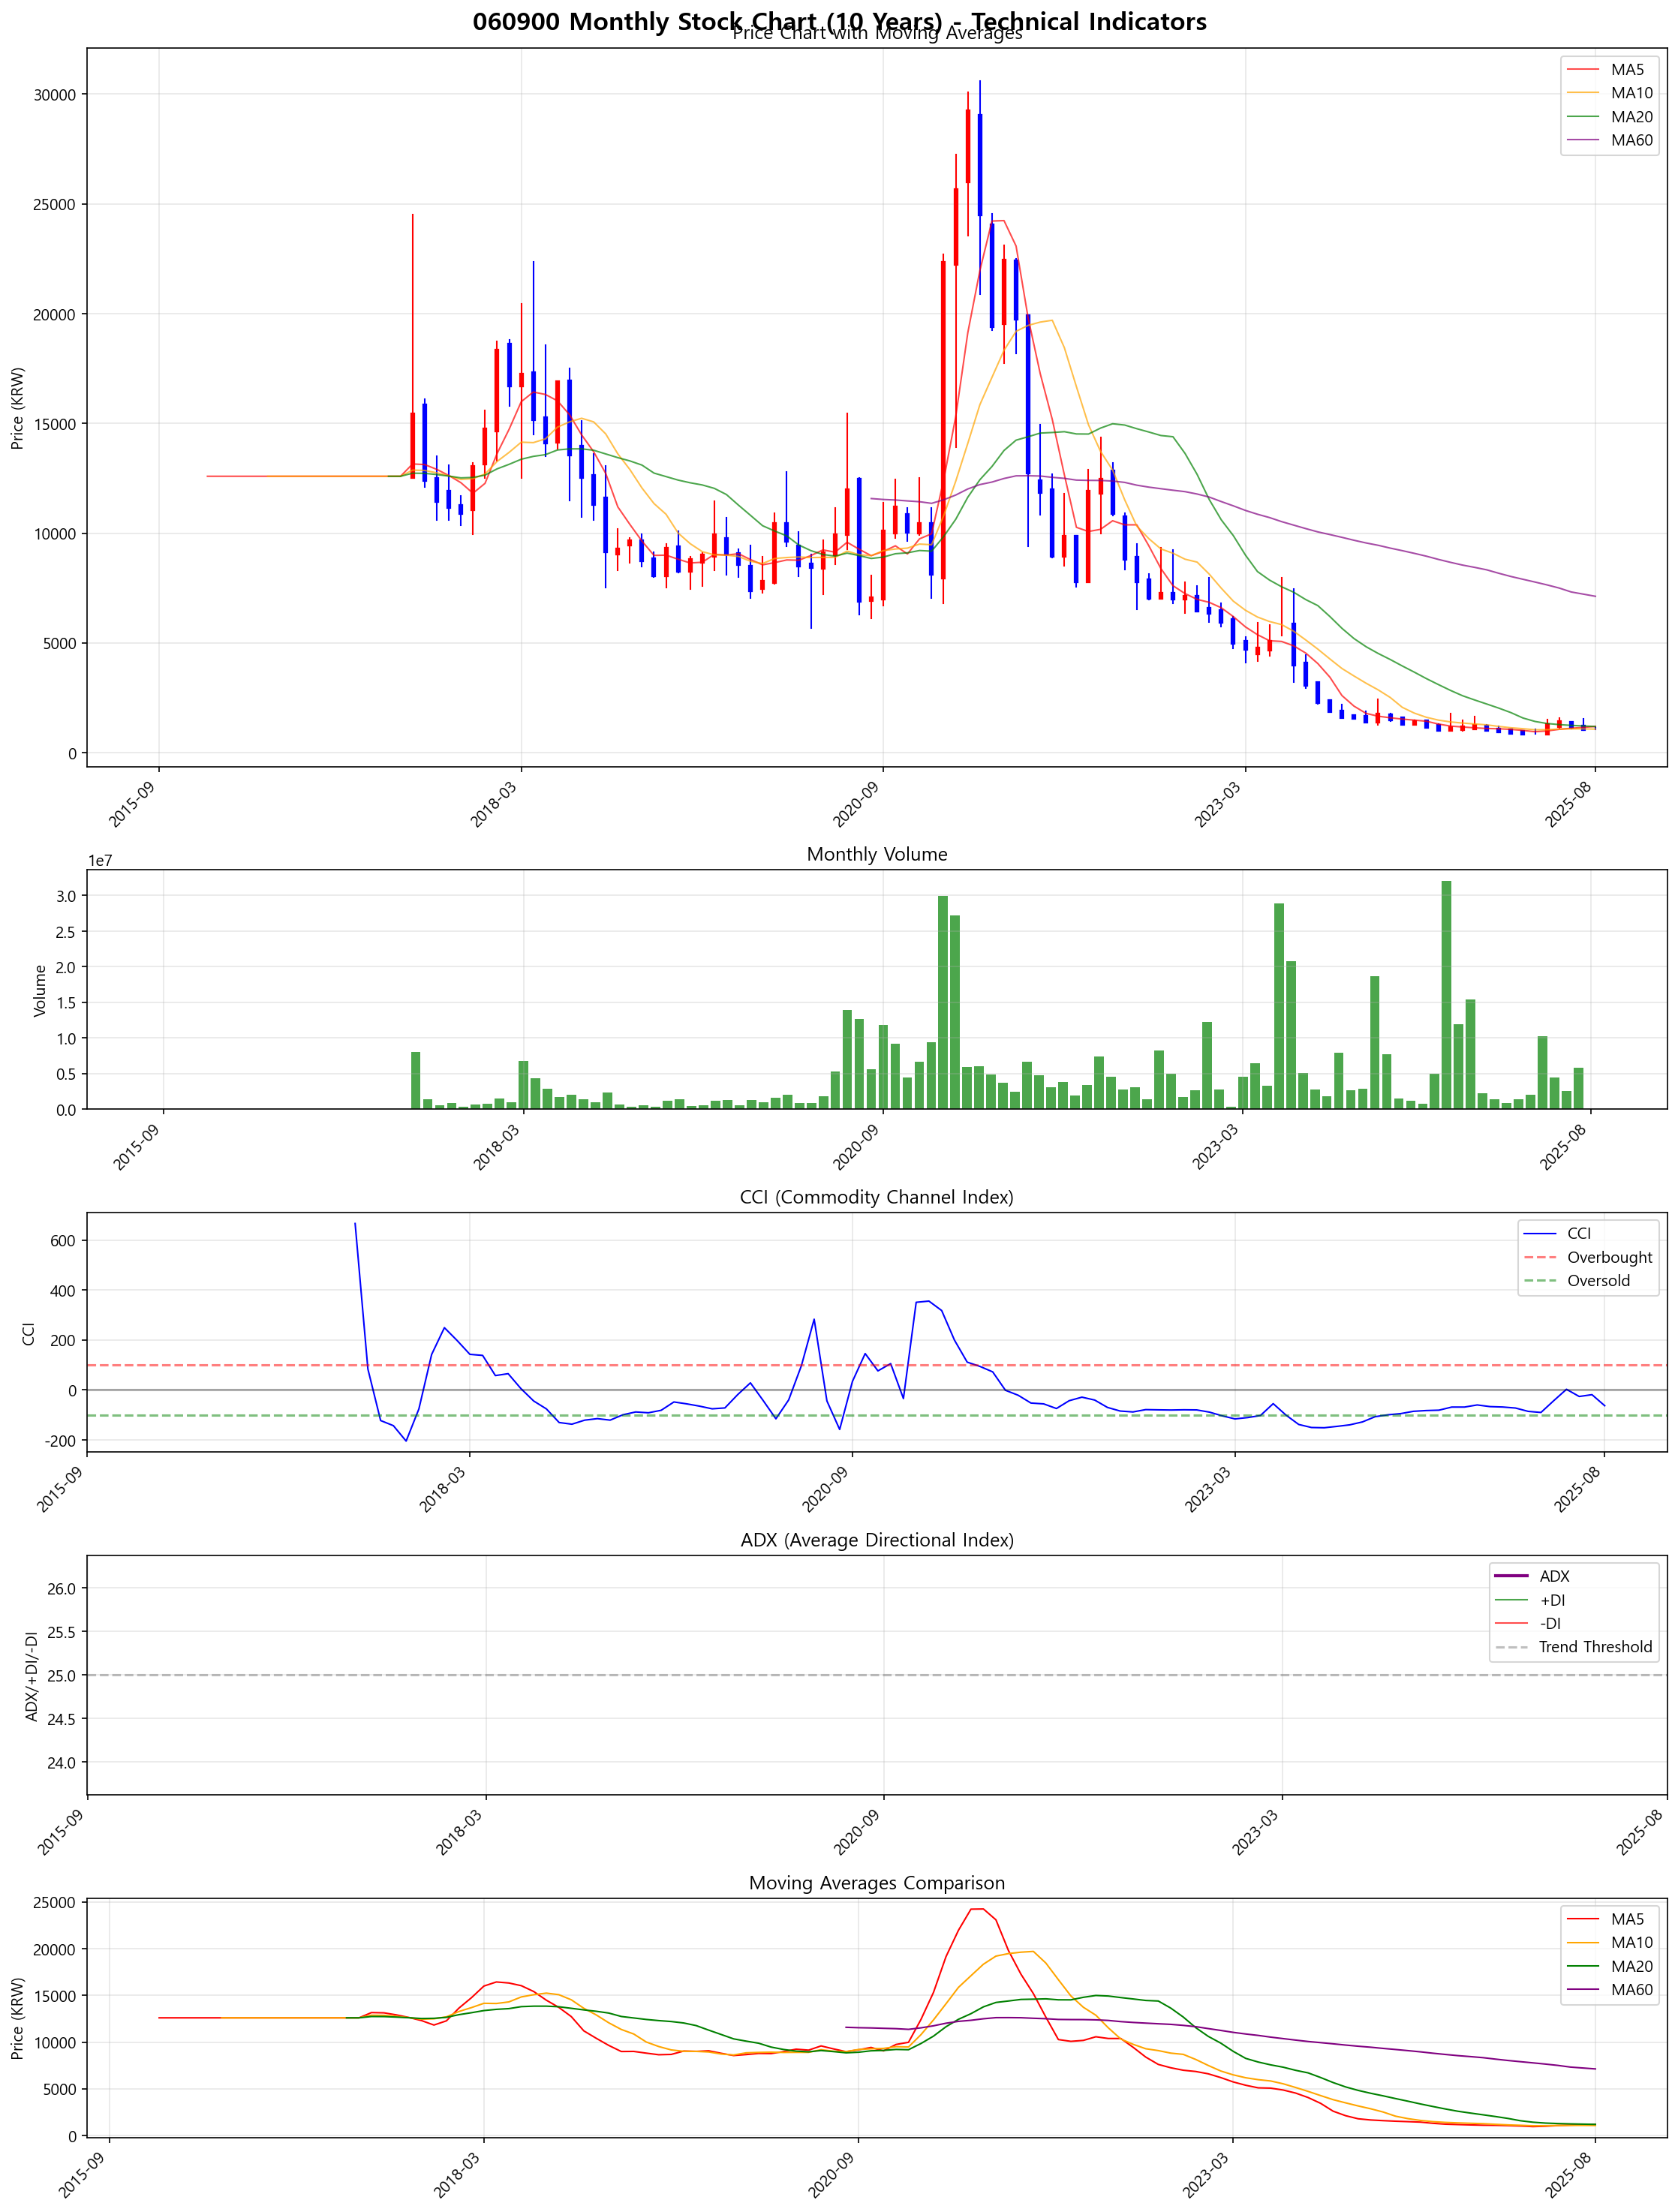 060900 Monthly Stock Chart (10 Years) - Technical Indicators
Price Chart with Moving Averages
MA5
MA10
MA20
MA60
Price (KRW)
30000
25000
20000
15000
10000
5000
0
2015-09
2018-03
2020-09
2023-03
2025-08
Monthly Volume
1e7
Volume
3.0
2.5
2.0
1.5
1.0
0.5
0.0
2015-09
2018-03
2020-09
2023-03
2025-08
CCI (Commodity Channel Index)
CCI
Overbought
Oversold
CCI
600
400
200
0
-200
2015-09
2018-03
2020-09
2023-03
2025-08
ADX (Average Directional Index)
ADX
+DI
-DI
Trend Threshold
ADX/+DI/-DI
26.0
25.5
25.0
24.5
24.0
2015-09
2018-03
2020-09
2023-03
2025-08
Moving Averages Comparison
MA5
MA10
MA20
MA60
Price (KRW)
25000
20000
15000
10000
5000
0
2015-09
2018-03
2020-09
2023-03
2025-08